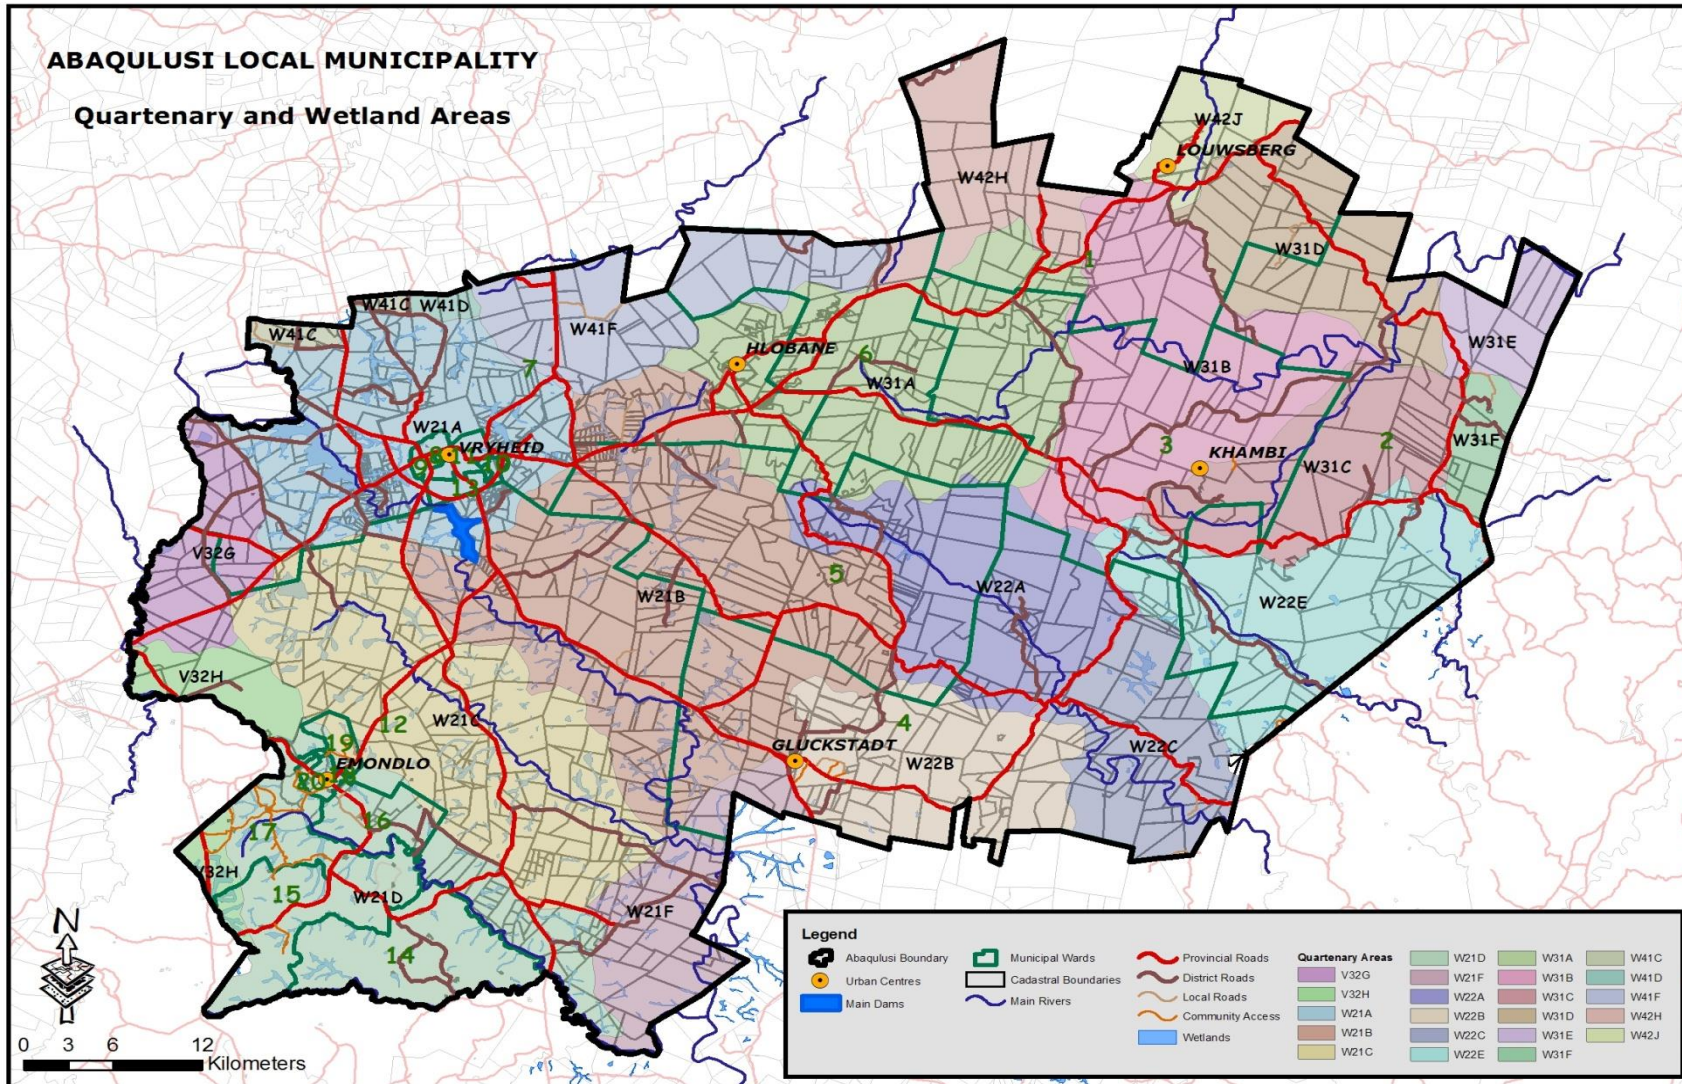 ABAQULUSI LOCAL MUNICIPALITY
Quartenary and Wetland Areas
W42J
LOUWSBERG
W42H
W31D
1
W41C
W41D
W41C
W41F
W31E
HLOBANE
7
6
W31A
W31B
W21A
VRYHEID
13
3
KHAMBI
W31C
2
W31F
V32G
W21B
5
W22A
W22E
V32H
12
W21C
4
19
EMONDLO
20
GLUCKSTADT
W22B
W22C
17
16
V32H
15
W21D
W21F
14
N
0 3 6 12
Kilometers
Legend
Abaqulusi Boundary
Urban Centres
Main Dams
Municipal Wards
Cadastral Boundaries
Main Rivers
Provincial Roads
District Roads
Local Roads
Community Access
Wetlands
Quartenary Areas
V32G
V32H
W21A
W21B
W21C
W21D
W21F
W22A
W22B
W22C
W22E
W31A
W31B
W31C
W31D
W31E
W31F
W41C
W41D
W41F
W42H
W42J